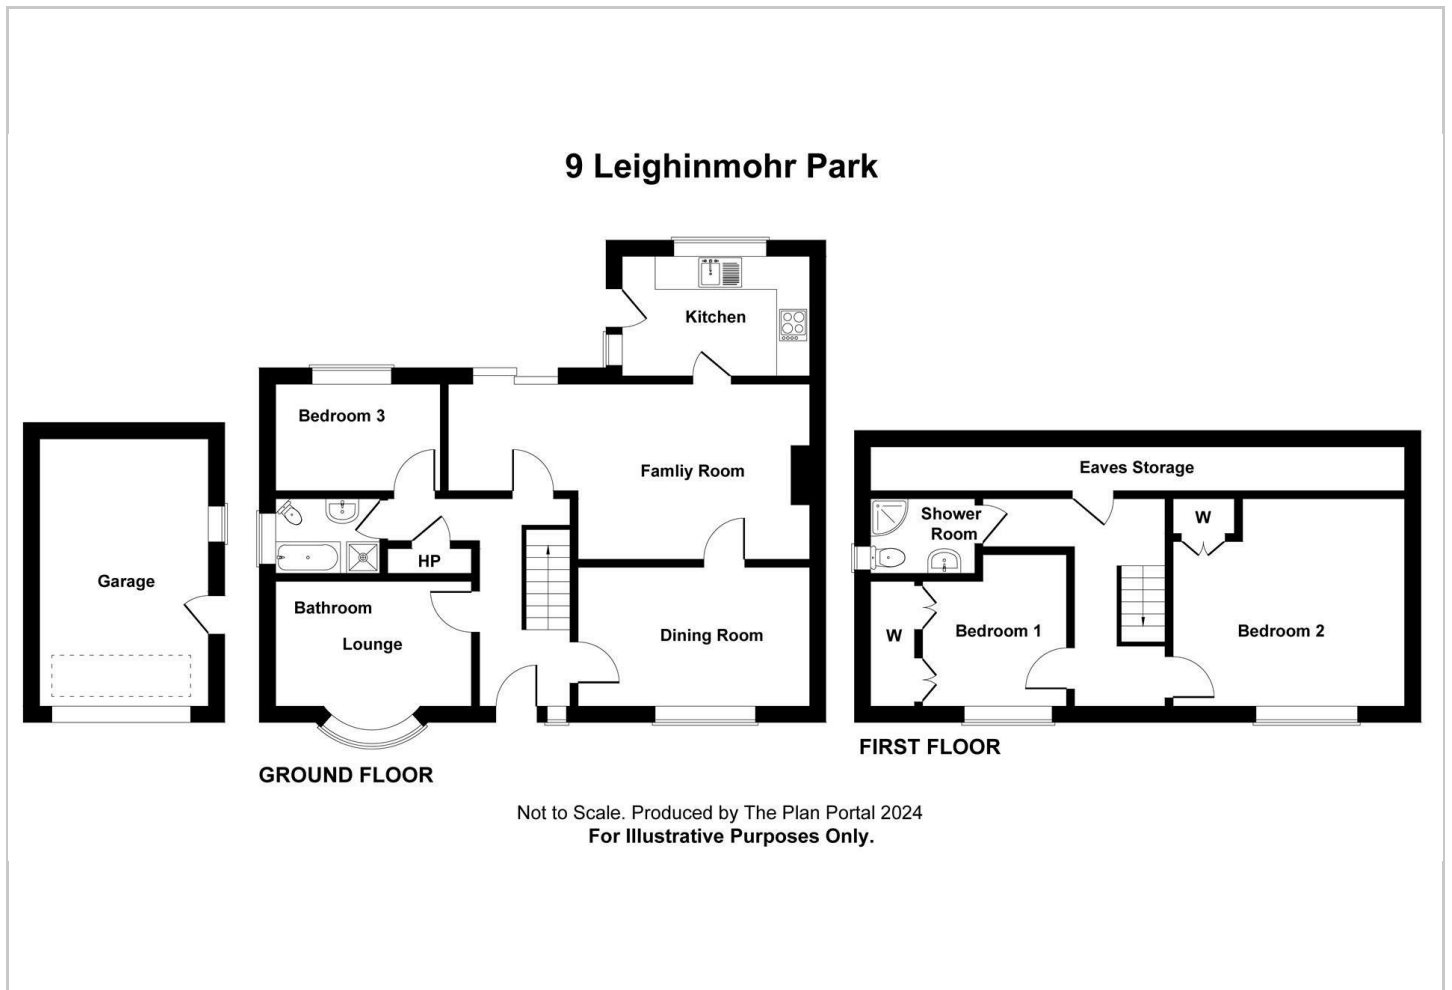 9 Leighinmohr Park
Kitchen
Bedroom 3
Famliy Room
HP
Bathroom
Lounge
Dining Room
Garage
GROUND FLOOR
Eaves Storage
Shower
Room
W
W
Bedroom 1
Bedroom 2
FIRST FLOOR
Not to Scale. Produced by The Plan Portal 2024
For Illustrative Purposes Only.